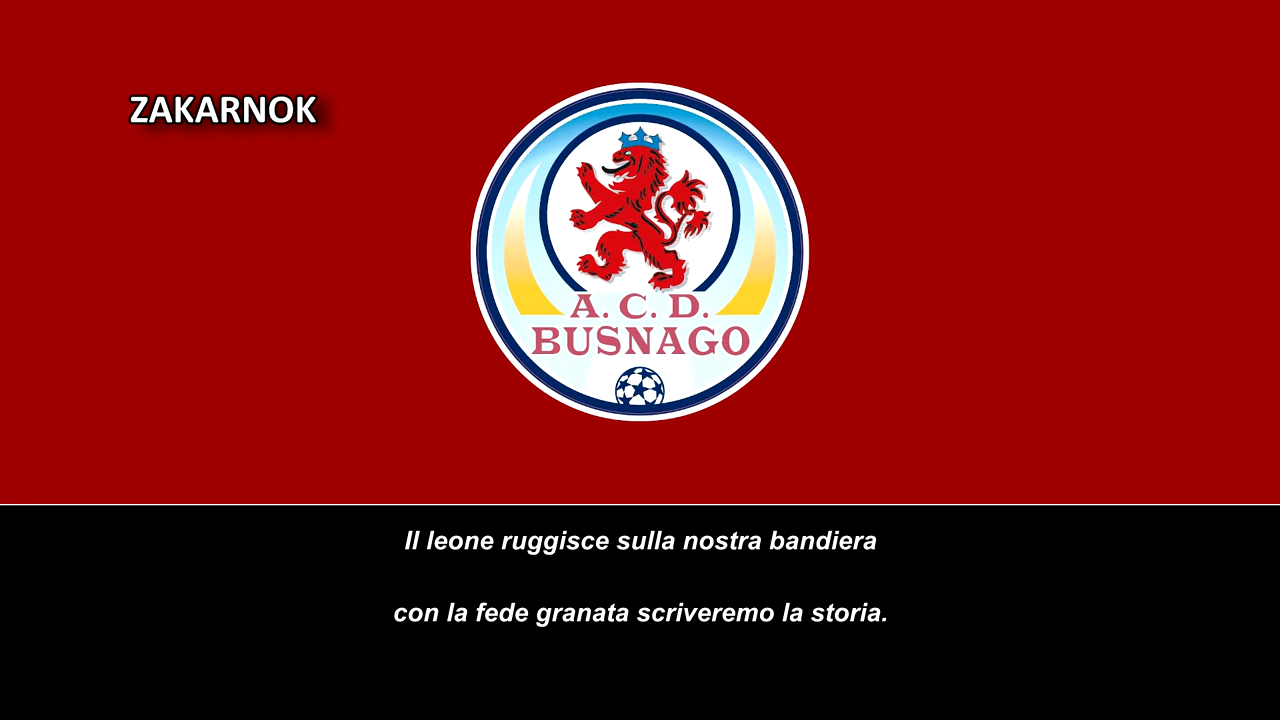 ZAKARNOK
A. C. D.
BUSNAGO
Il leone ruggisce sulla nostra bandiera
con la fede granata scriveremo la storia.